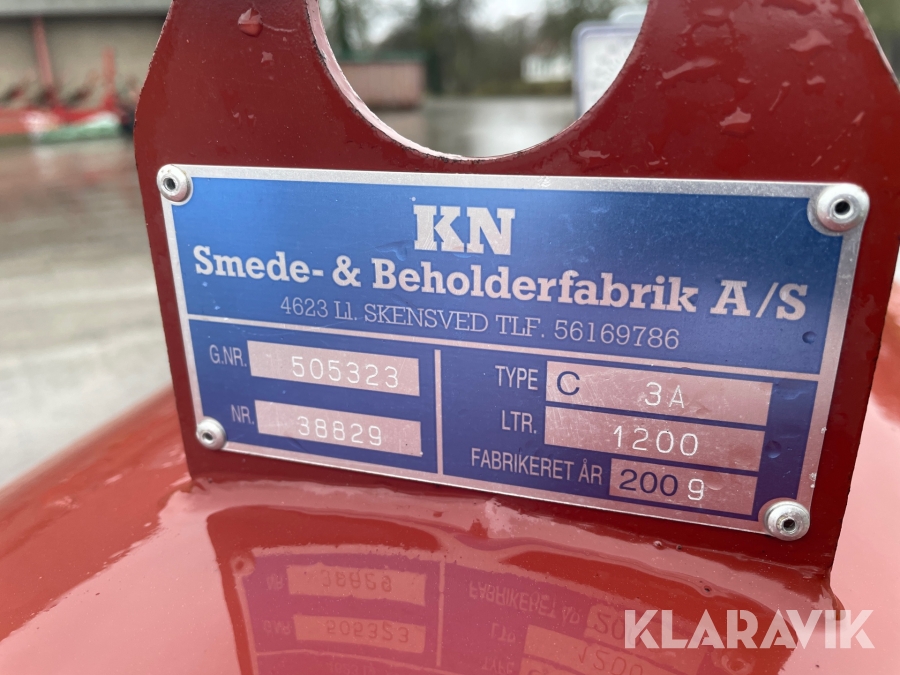 KN
Smede- & Beholderfabrik A/S
4623 Ll. SKENSVED TLF. 56169786
G.NR. 505323
NR. 38829
TYPE C 3A
LTR. 1200
FABRIKERET ÅR 2009
KLARAVIK